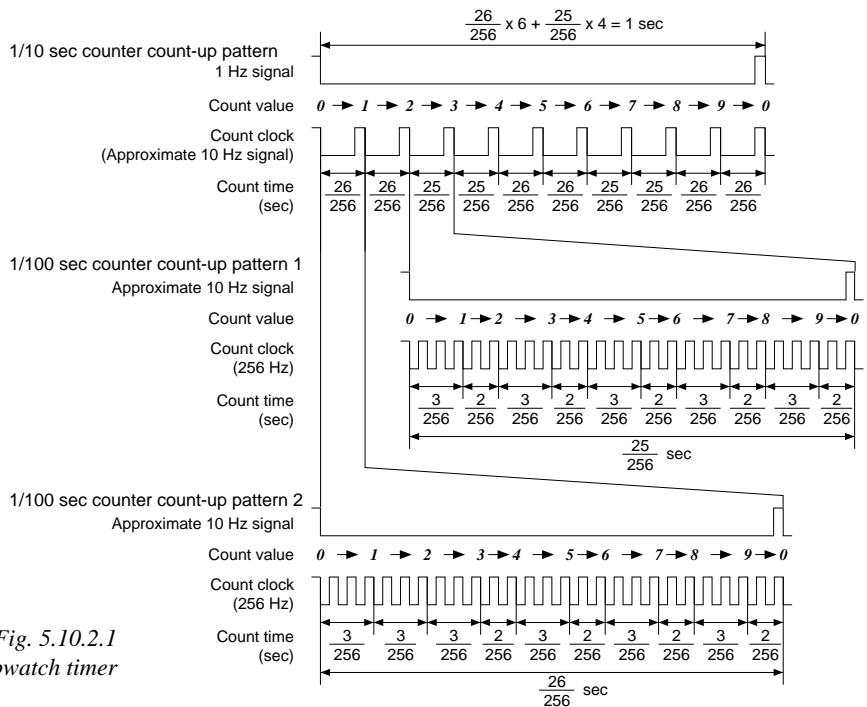 26/256 x 6 + 25/256 x 4 = 1 sec
1/10 sec counter count-up pattern
1 Hz signal
Count value 0 → 1 → 2 → 3 → 4 → 5 → 6 → 7 → 8 → 9 → 0
Count clock
(Approximate 10 Hz signal)
Count time
(sec)
26/256 26/256 25/256 25/256 26/256 26/256 25/256 25/256 26/256 26/256
1/100 sec counter count-up pattern 1
Approximate 10 Hz signal
Count value 0 → 1 → 2 → 3 → 4 → 5 → 6 → 7 → 8 → 9 → 0
Count clock
(256 Hz)
Count time
(sec)
3/256 2/256 3/256 2/256 3/256 2/256 3/256 2/256 3/256 2/256
25/256 sec
1/100 sec counter count-up pattern 2
Approximate 10 Hz signal
Count value 0 → 1 → 2 → 3 → 4 → 5 → 6 → 7 → 8 → 9 → 0
Count clock
(256 Hz)
Count time
(sec)
3/256 3/256 3/256 2/256 3/256 2/256 3/256 2/256 3/256 2/256
26/256 sec
Fig. 5.10.2.1
pwatch timer